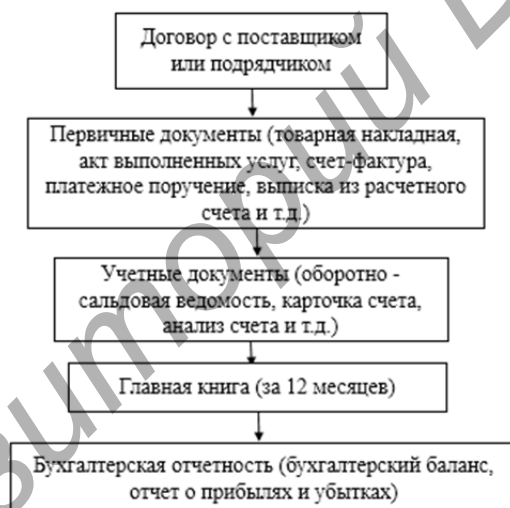 Договор с поставщиком
или подрядчиком
Первичные документы (товарная накладная,
акт выполненных услуг, счет-фактура,
платежное поручение, выписка из расчетного
счета и т.д.)
Учетные документы (оборотно -
сальдовая ведомость, карточка счета,
анализ счета и т.д.)
Главная книга (за 12 месяцев)
Бухгалтерская отчетность (бухгалтерский баланс,
отчет о прибылях и убытках)